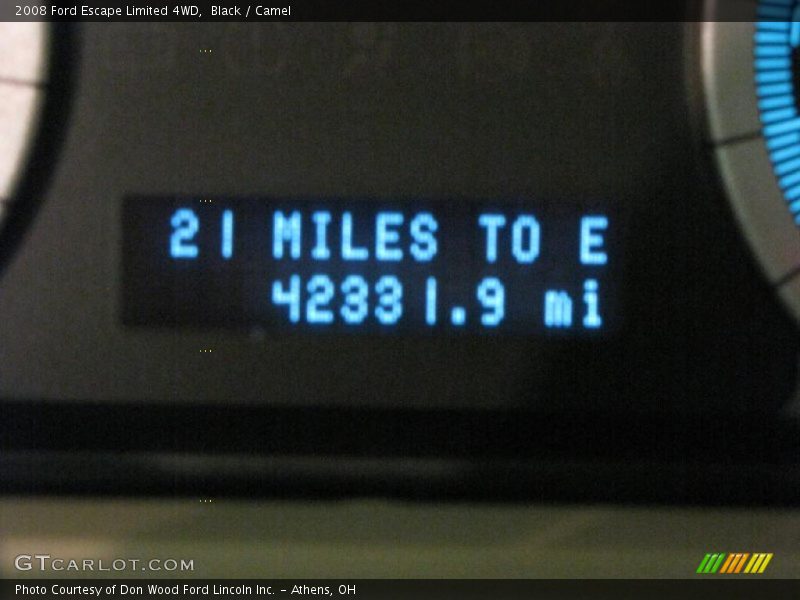 2008 Ford Escape Limited 4WD, Black / Camel
21 MILES TO E
42331.9 mi
GTCARLOT.COM
Photo Courtesy of Don Wood Ford Lincoln Inc. - Athens, OH